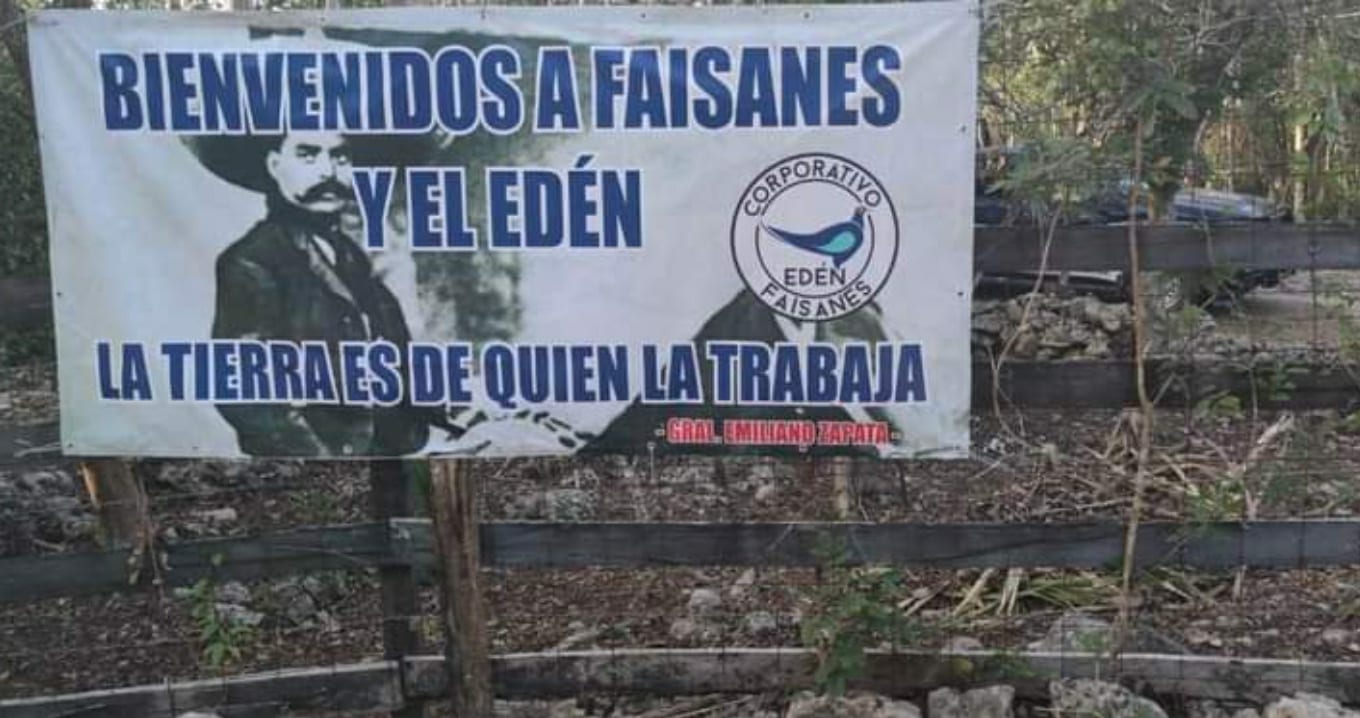 BIENVENIDOS A FAISANES
Y EL EDÉN
CORPORATIVO
EDÉN
FAISANES
LA TIERRA ES DE QUIEN LA TRABAJA
- GRAL. EMILIANO ZAPATA -